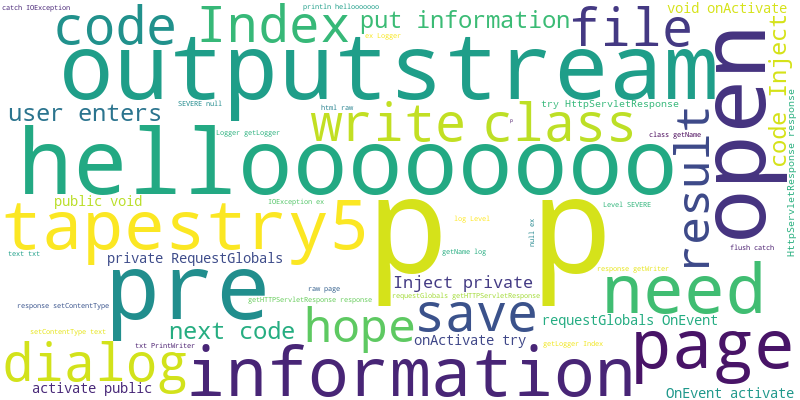 catch IOException
println helloooooooo
ex Logger
void onActivate
code
Index
put information
file
outputstream
open
code Inject
HttpServletResponse response
user enters
SEVERE null
html raw
try HttpServletResponse
write
class
p
result
class getName
Logger getLogger
helloooooooo
public void
IOException ex
Level SEVERE
tapestry5
p
p
log Level
null ex
flush catch
text txt
private RequestGlobals
getName log
pre
raw page
Inject private
response getWriter
need
getHTTPServletResponse response
requestGlobals getHTTPServletResponse
response setContentType
next code
hope
save
requestGlobals OnEvent
setContentType text
txt PrintWriter
onActivate try
getLogger Index
page
dialog
activate public
information
OnEvent activate